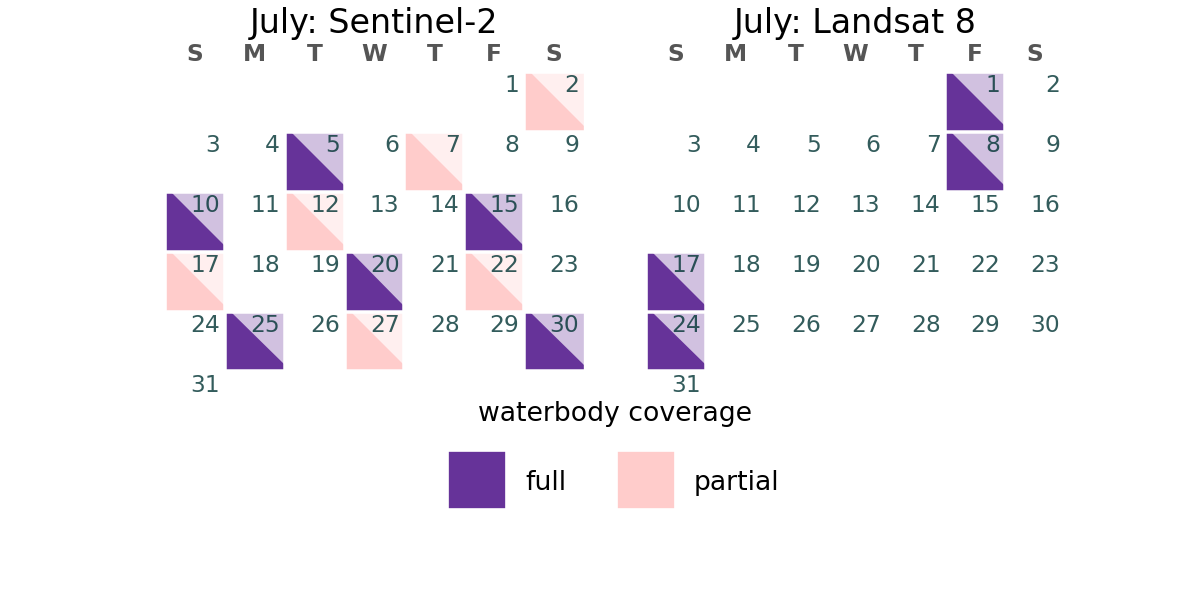 July: Sentinel-2
S M T W T F S
1 2
3 4 5 6 7 8 9
10 11 12 13 14 15 16
17 18 19 20 21 22 23
24 25 26 27 28 29 30
31
July: Landsat 8
S M T W T F S
1 2
3 4 5 6 7 8 9
10 11 12 13 14 15 16
17 18 19 20 21 22 23
24 25 26 27 28 29 30
31
waterbody coverage
full partial